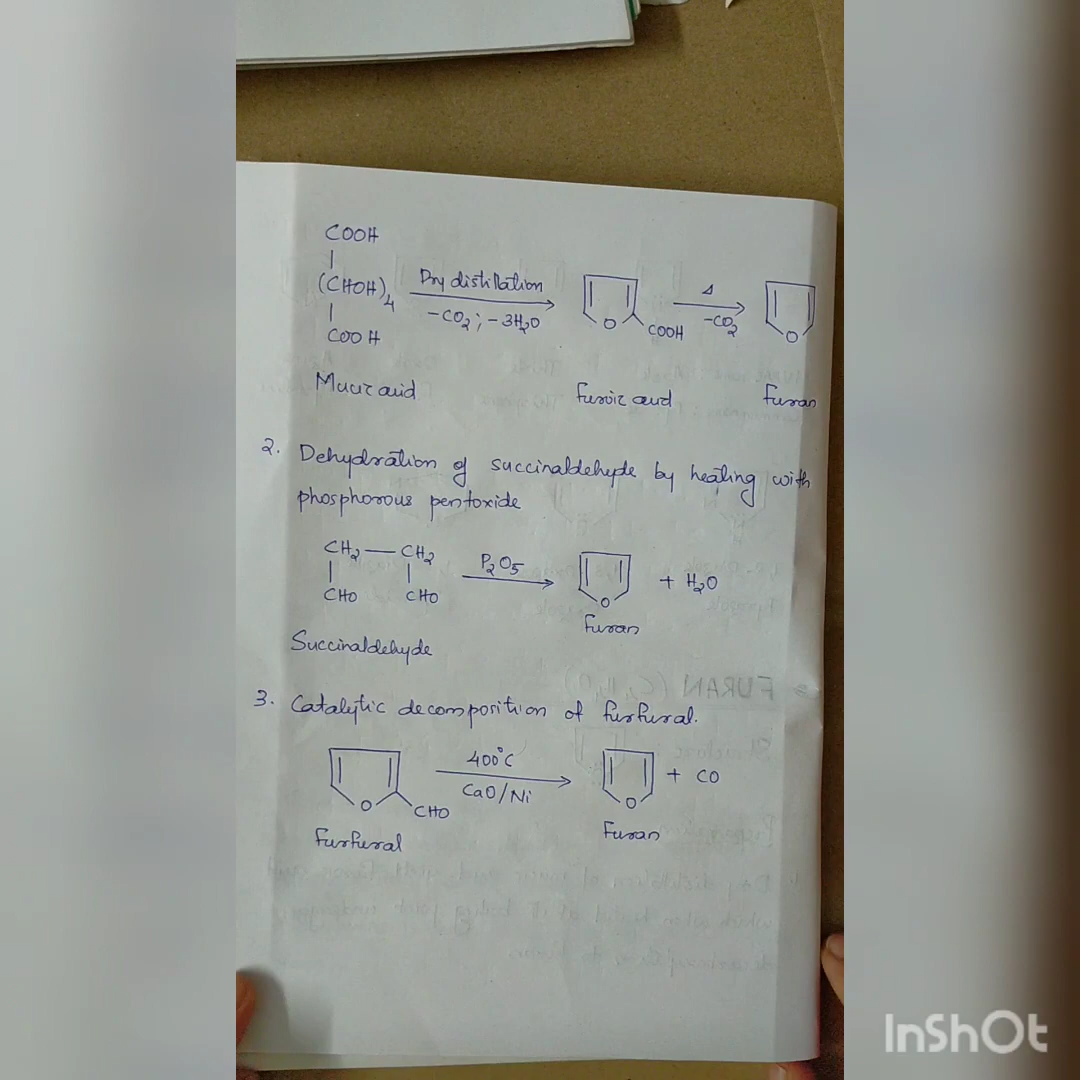 COOH
|
(CHOH)4 Dry distillation Δ
|
-CO2; -3H2O -CO2
COOH O COOH O
Mucic acid Furoic acid Furan
2. Dehydration of succinaldehyde by heating with
phosphorous pentoxide
CH2—CH2 P2O5 + H2O
| |
CHO CHO O
Furan
Succinaldehyde
3. Catalytic decomposition of furfural.
400°C + CO
CaO/Ni
O CHO O
Furfural Furan
FURAN (C4H4O)
InShOt